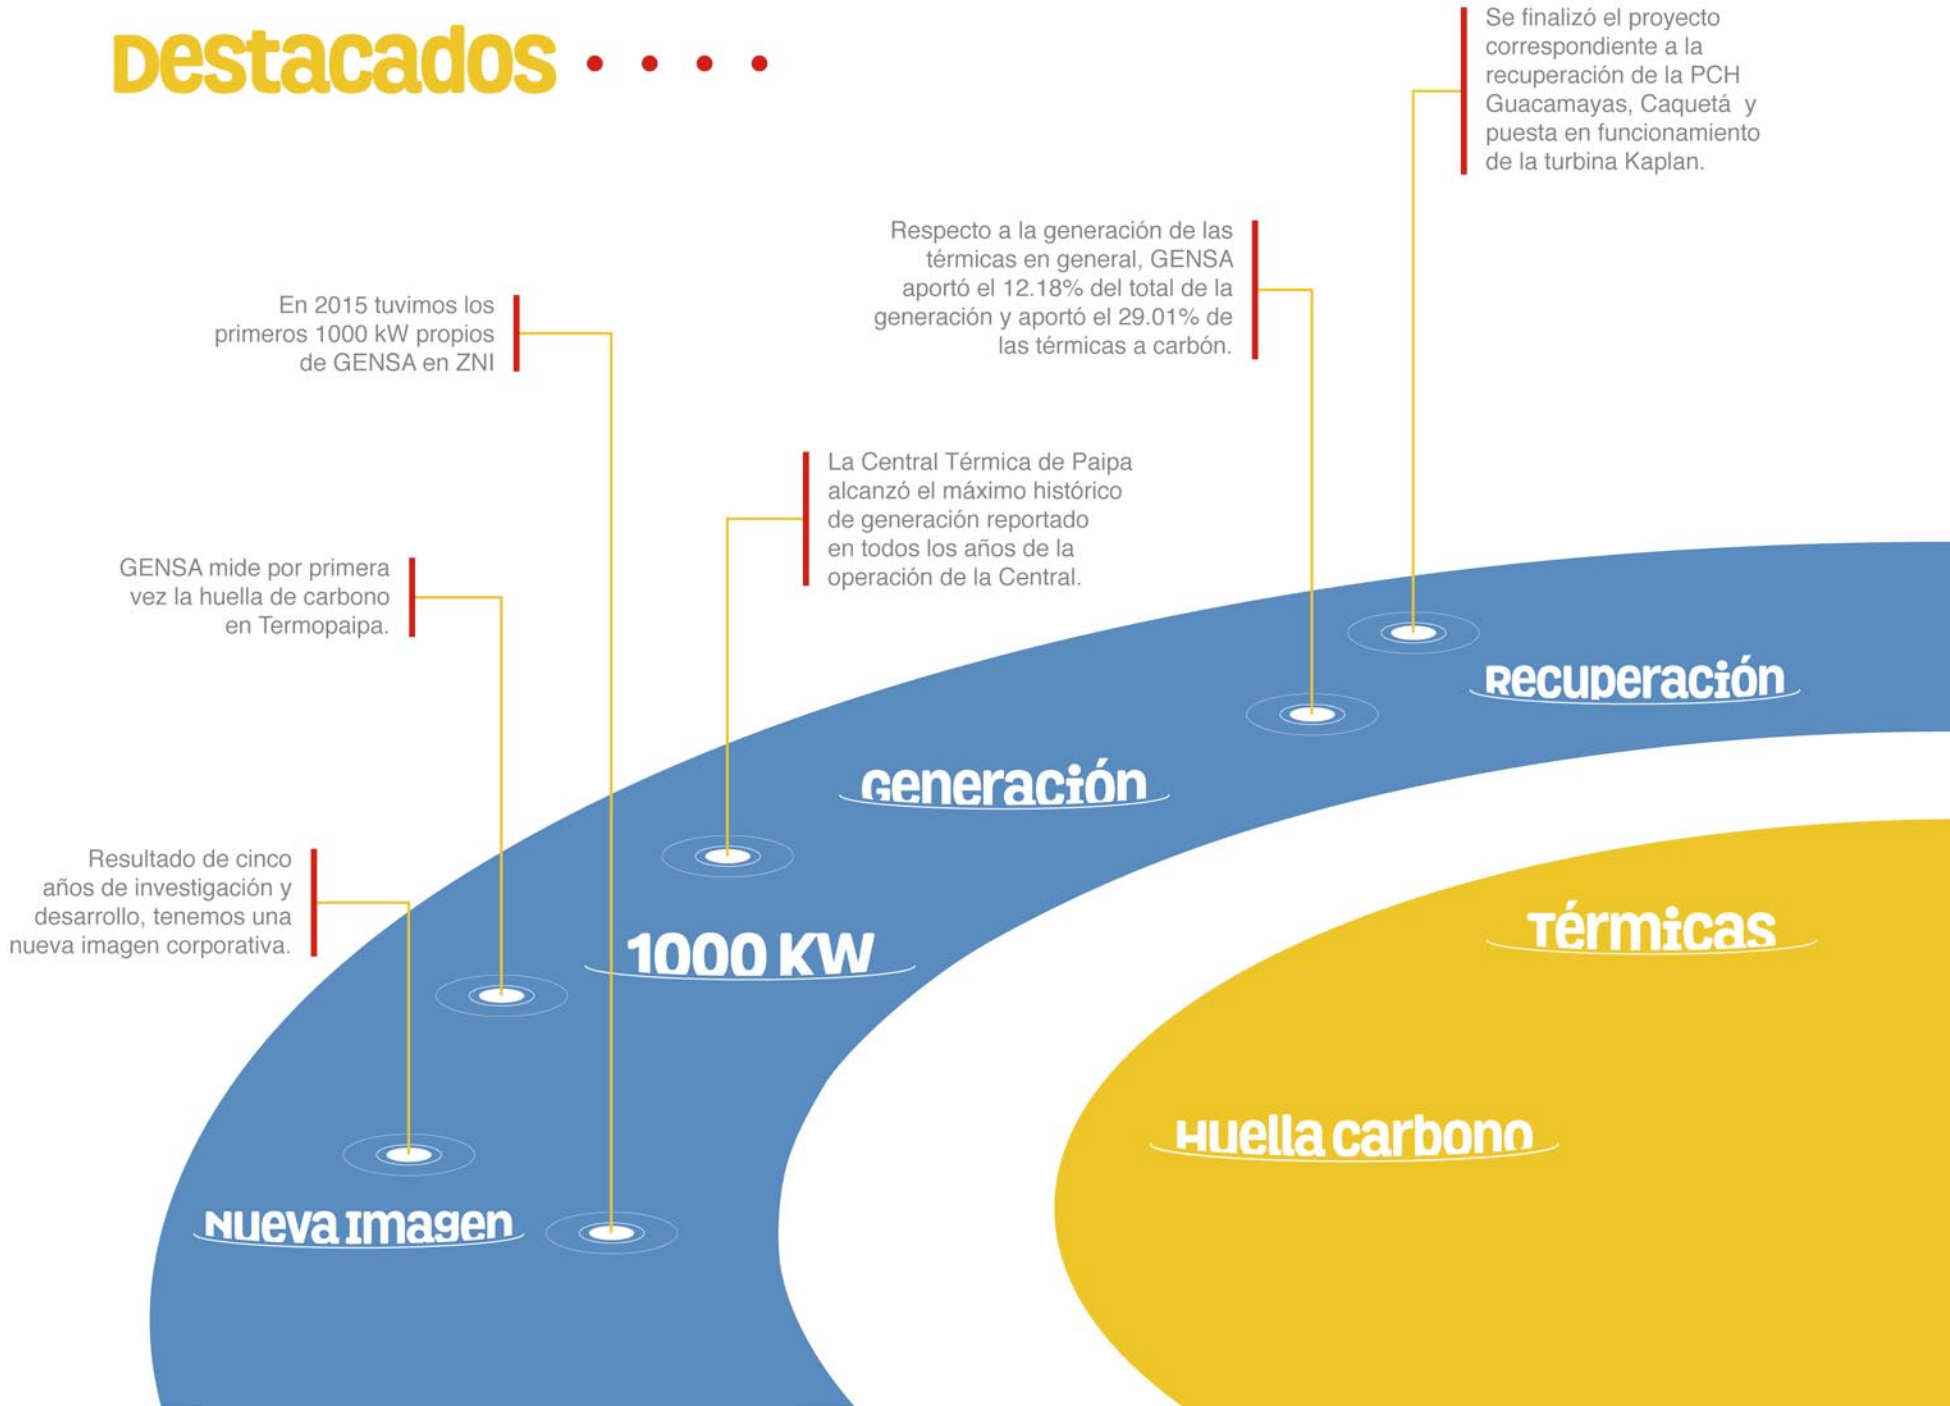 Destacados
Se finalizó el proyecto
correspondiente a la
recuperación de la PCH
Guacamayas, Caquetá y
puesta en funcionamiento
de la turbina Kaplan.
Respecto a la generación de las
térmicas en general, GENSA
aportó el 12.18% del total de la
generación y aportó el 29.01% de
las térmicas a carbón.
En 2015 tuvimos los
primeros 1000 kW propios
de GENSA en ZNI
La Central Térmica de Paipa
alcanzó el máximo histórico
de generación reportado
en todos los años de la
operación de la Central.
GENSA mide por primera
vez la huella de carbono
en Termopaipa.
Resultado de cinco
años de investigación y
desarrollo, tenemos una
nueva imagen corporativa.
Recuperación
Generación
Térmicas
1000 KW
Huella carbono
Nueva Imagen